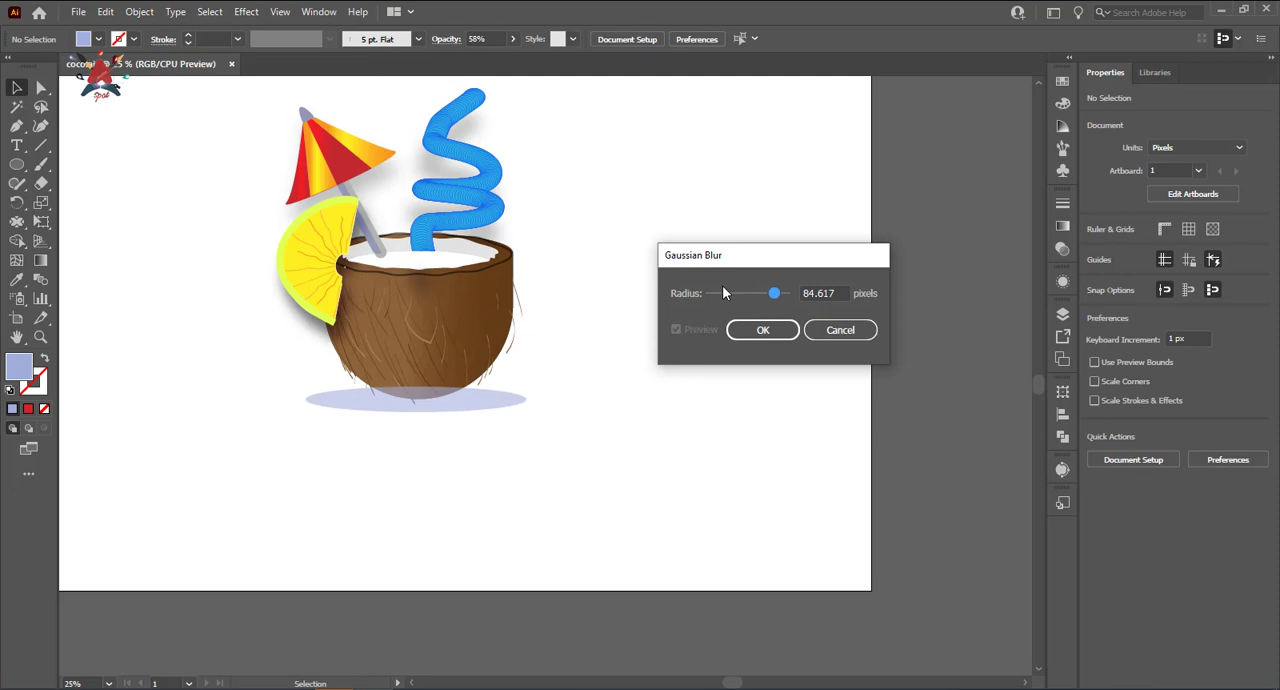 Ai File Edit Object Type Select Effect View Window Help Search Adobe Help
No Selection Stroke: 5 pt. Flat Opacity: 58% Style: Document Setup Preferences
% (RGB/CPU Preview) ×
spot
Properties Libraries
No Selection
Document
Units: Pixels
Artboard: 1
Edit Artboards
Ruler & Grids
Guides
Snap Options
Preferences
Keyboard Increment: 1 px
Use Preview Bounds
Scale Corners
Scale Strokes & Effects
Quick Actions
Document Setup Preferences
Gaussian Blur
Radius: 84.617 pixels
Preview OK Cancel
25% 1 Selection